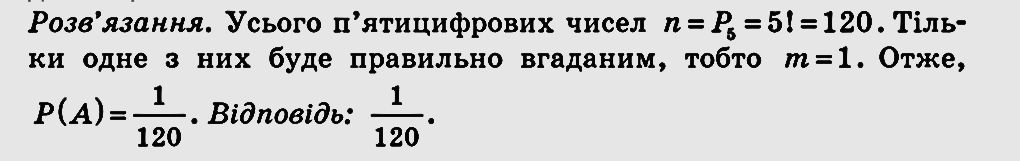 Розв'язання. Усього п'ятицифрових чисел n = P₅ = 5! = 120. Тіль-
ки одне з них буде правильно вгаданим, тобто m = 1. Отже,
P(A) = 1/120. Відповідь: 1/120.